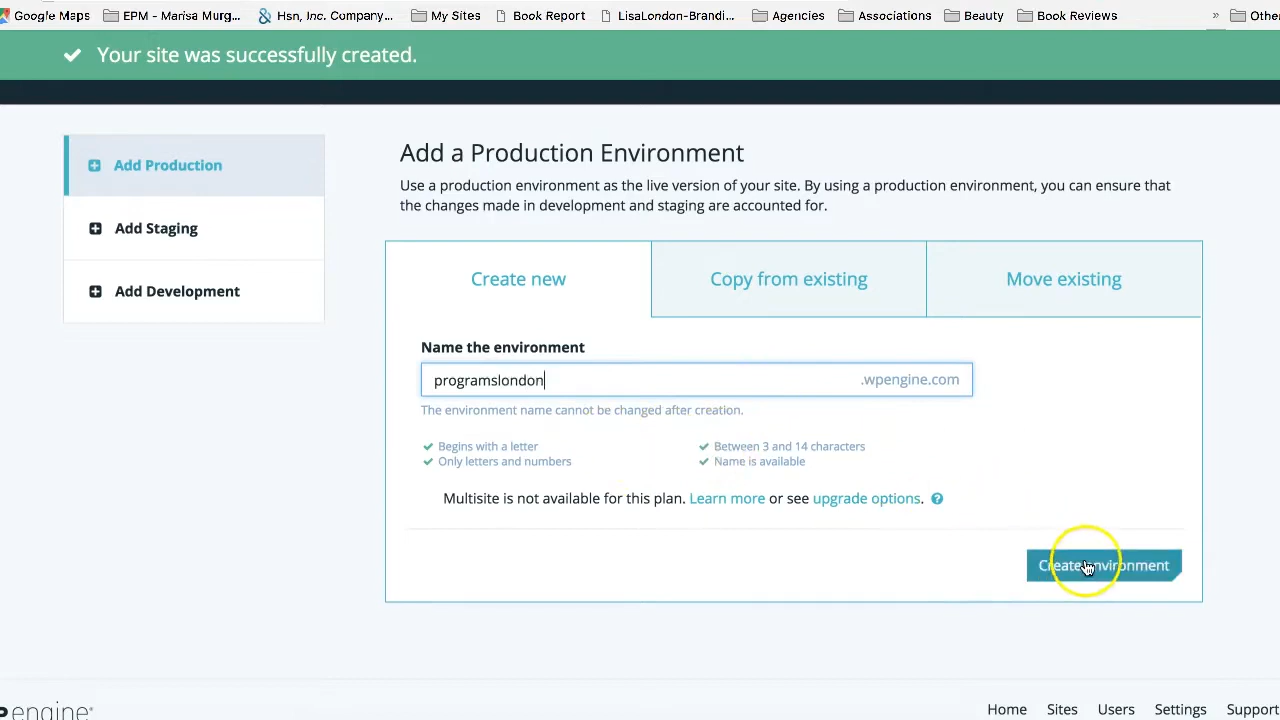 Google Maps EPM - Marisa Murg... Hsn, Inc. Company... My Sites Book Report LisaLondon-Brandi... Agencies Associations Beauty Book Reviews » Othe
Your site was successfully created.
Add Production
Add Staging
Add Development
Add a Production Environment
Use a production environment as the live version of your site. By using a production environment, you can ensure that
the changes made in development and staging are accounted for.
Create new Copy from existing Move existing
Name the environment
programslondon .wpengine.com
The environment name cannot be changed after creation.
Begins with a letter Between 3 and 14 characters
Only letters and numbers Name is available
Multisite is not available for this plan. Learn more or see upgrade options. ?
Create environment
engine Home Sites Users Settings Support